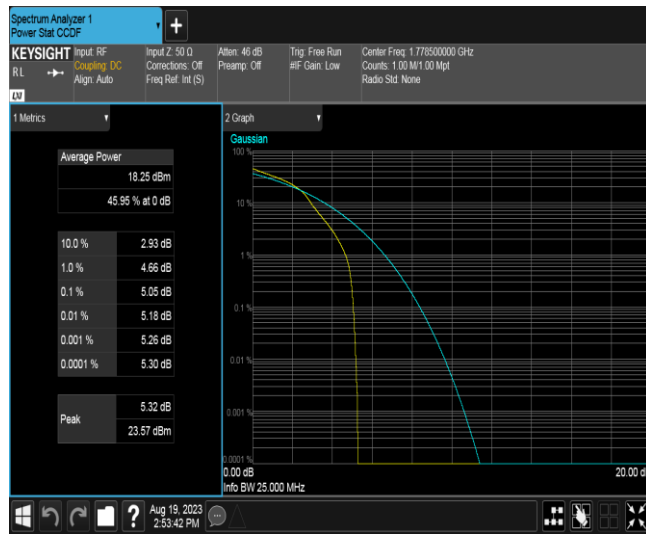 Spectrum Analyzer 1
Power Stat CCDF
+
KEYSIGHT
RL
LXI
Input: RF
Coupling: DC
Align: Auto
Input Z: 50 Ω
Corrections: Off
Freq Ref: Int (S)
Atten: 46 dB
Preamp: Off
Trig: Free Run
#IF Gain: Low
Center Freq: 1.778500000 GHz
Counts: 1.00 M/1.00 Mpt
Radio Std: None
1 Metrics
Average Power
18.25 dBm
45.95 % at 0 dB
10.0 % 2.93 dB
1.0 % 4.66 dB
0.1 % 5.05 dB
0.01 % 5.18 dB
0.001 % 5.26 dB
0.0001 % 5.30 dB
Peak
5.32 dB
23.57 dBm
2 Graph
Gaussian
100 %
10 %
1 %
0.1 %
0.01 %
0.001 %
0.0001 %
0.00 dB
20.00 d
Info BW 25.000 MHz
?
Aug 19, 2023
2:53:42 PM